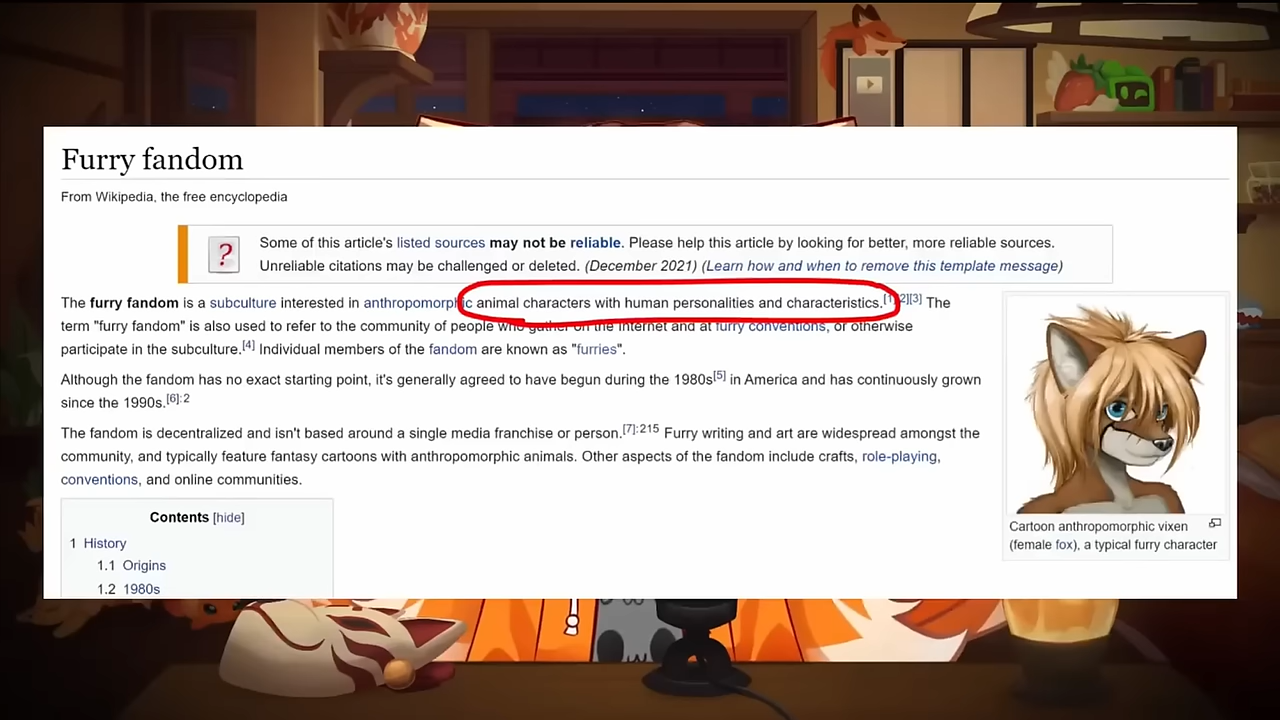 Furry fandom
From Wikipedia, the free encyclopedia
Some of this article's listed sources may not be reliable. Please help this article by looking for better, more reliable sources.
Unreliable citations may be challenged or deleted. (December 2021) (Learn how and when to remove this template message)
The furry fandom is a subculture interested in anthropomorphic animal characters with human personalities and characteristics.[1][2][3] The
term "furry fandom" is also used to refer to the community of people who gather on the internet and at furry conventions, or otherwise
participate in the subculture.[4] Individual members of the fandom are known as "furries".
Although the fandom has no exact starting point, it's generally agreed to have begun during the 1980s[5] in America and has continuously grown
since the 1990s.[6]:2
The fandom is decentralized and isn't based around a single media franchise or person.[7]:215 Furry writing and art are widespread amongst the
community, and typically feature fantasy cartoons with anthropomorphic animals. Other aspects of the fandom include crafts, role-playing,
conventions, and online communities.
Cartoon anthropomorphic vixen
(female fox), a typical furry character
Contents [hide]
1 History
1.1 Origins
1.2 1980s